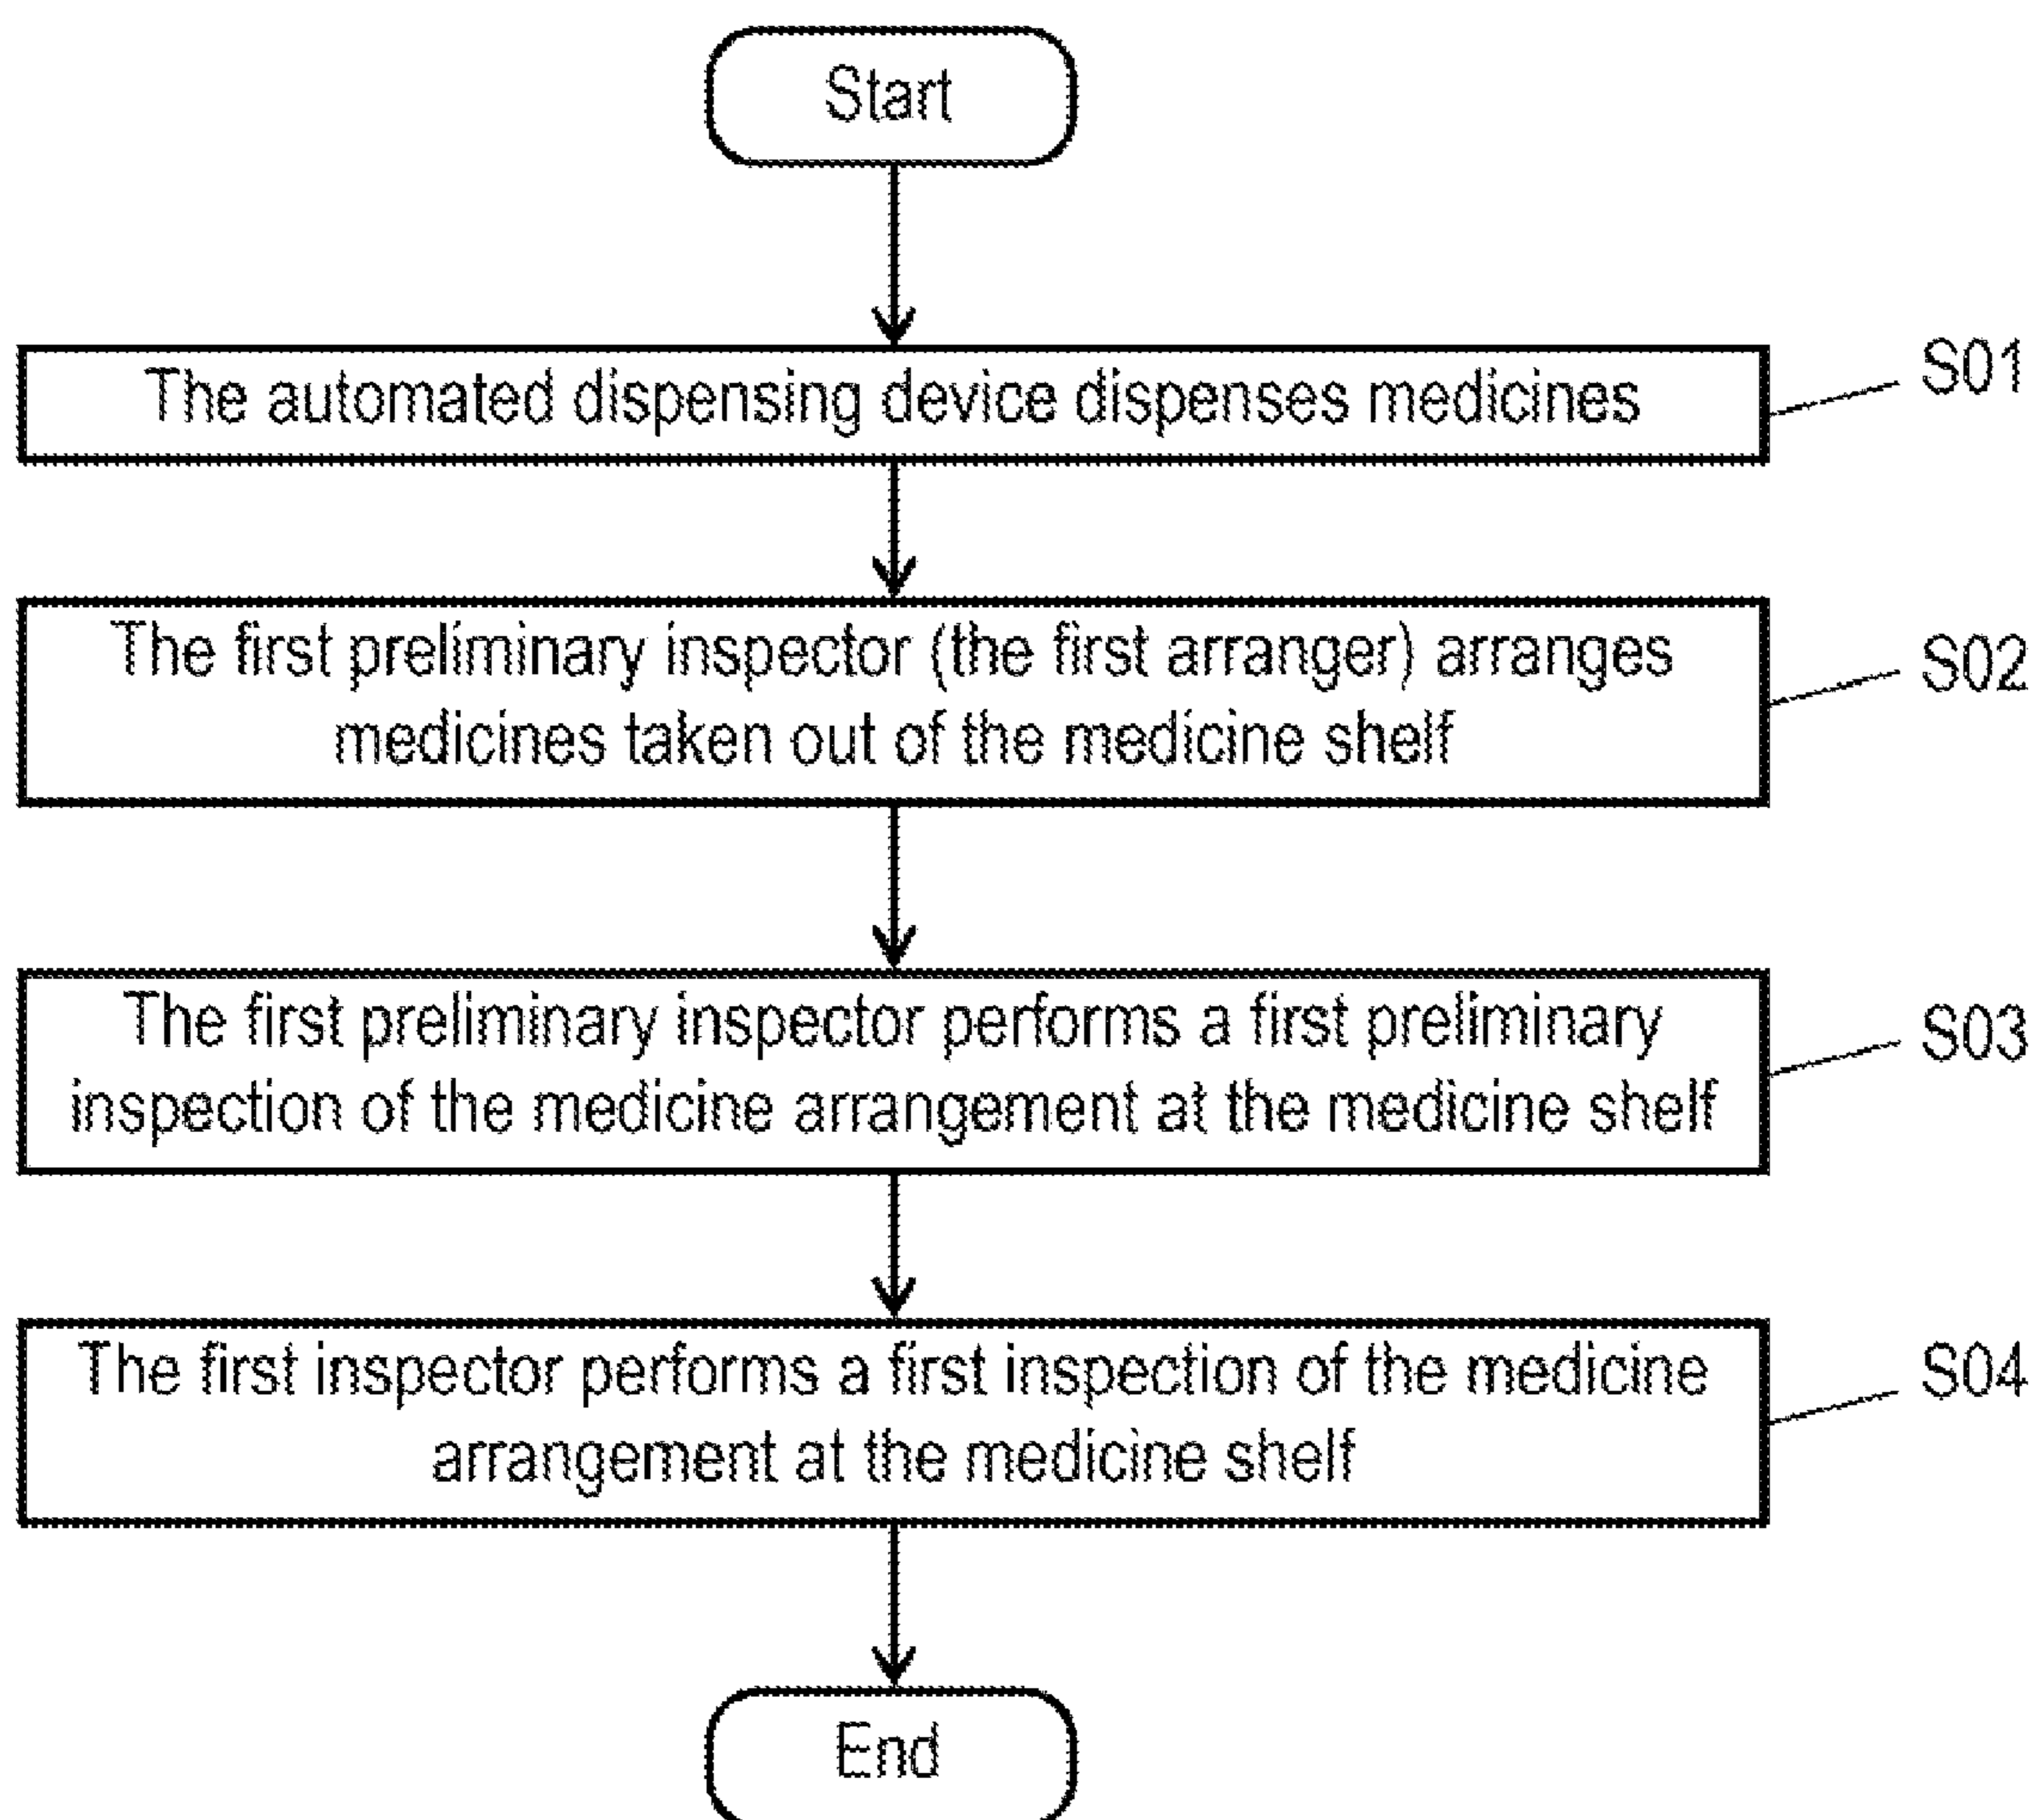 Start
The automated dispensing device dispenses medicines
S01
The first preliminary inspector (the first arranger) arranges
medicines taken out of the medicine shelf
S02
The first preliminary inspector performs a first preliminary
inspection of the medicine arrangement at the medicine shelf
S03
The first inspector performs a first inspection of the medicine
arrangement at the medicine shelf
S04
End